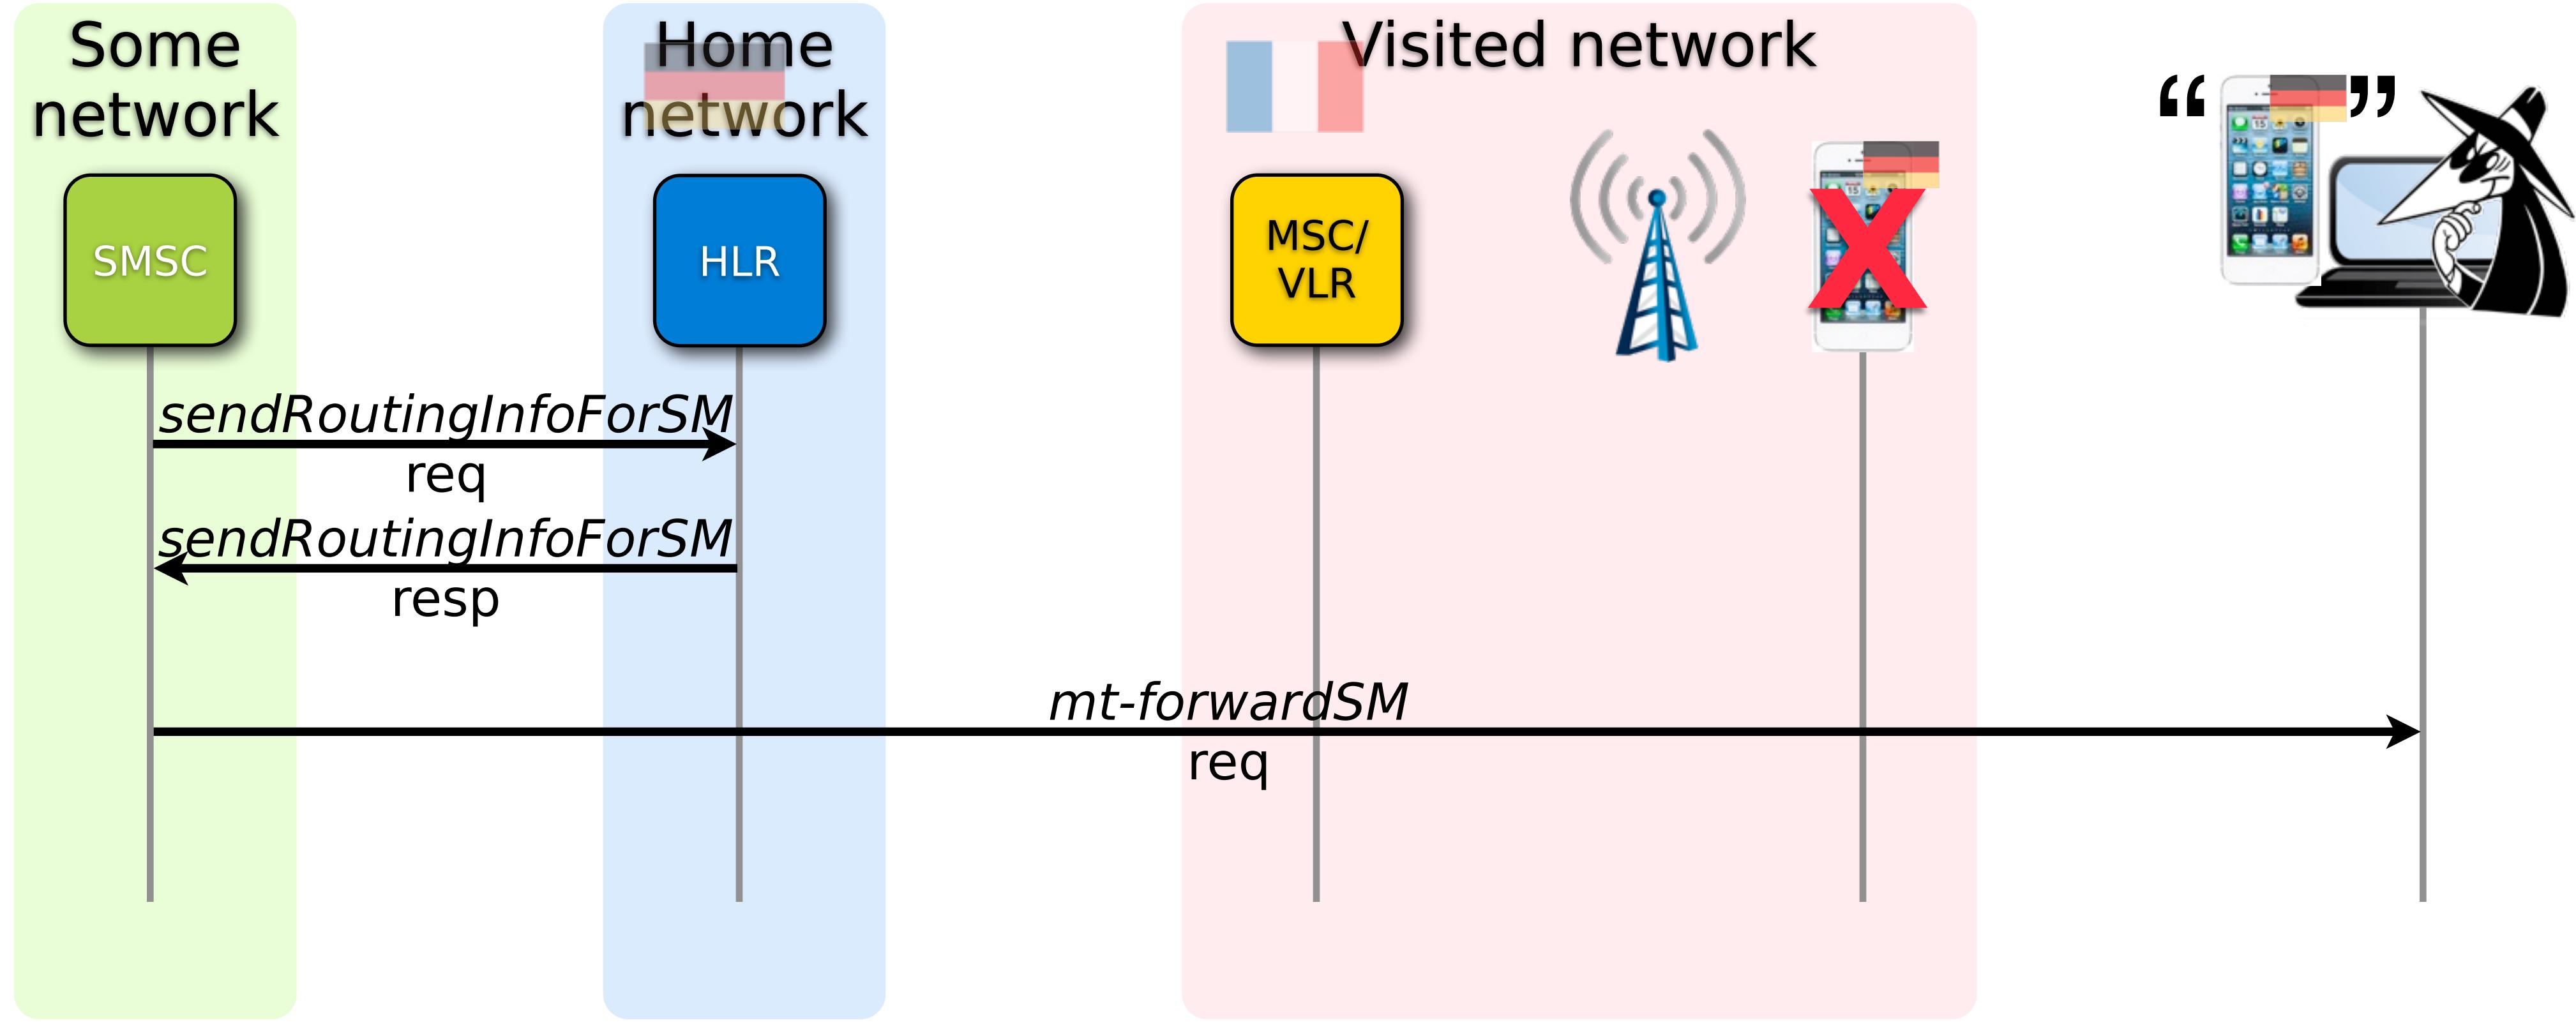 Some
network
Home
network
Visited network
“ ”
SMSC
HLR
MSC/
VLR
X
sendRoutingInfoForSM
req
sendRoutingInfoForSM
resp
mt-forwardSM
req